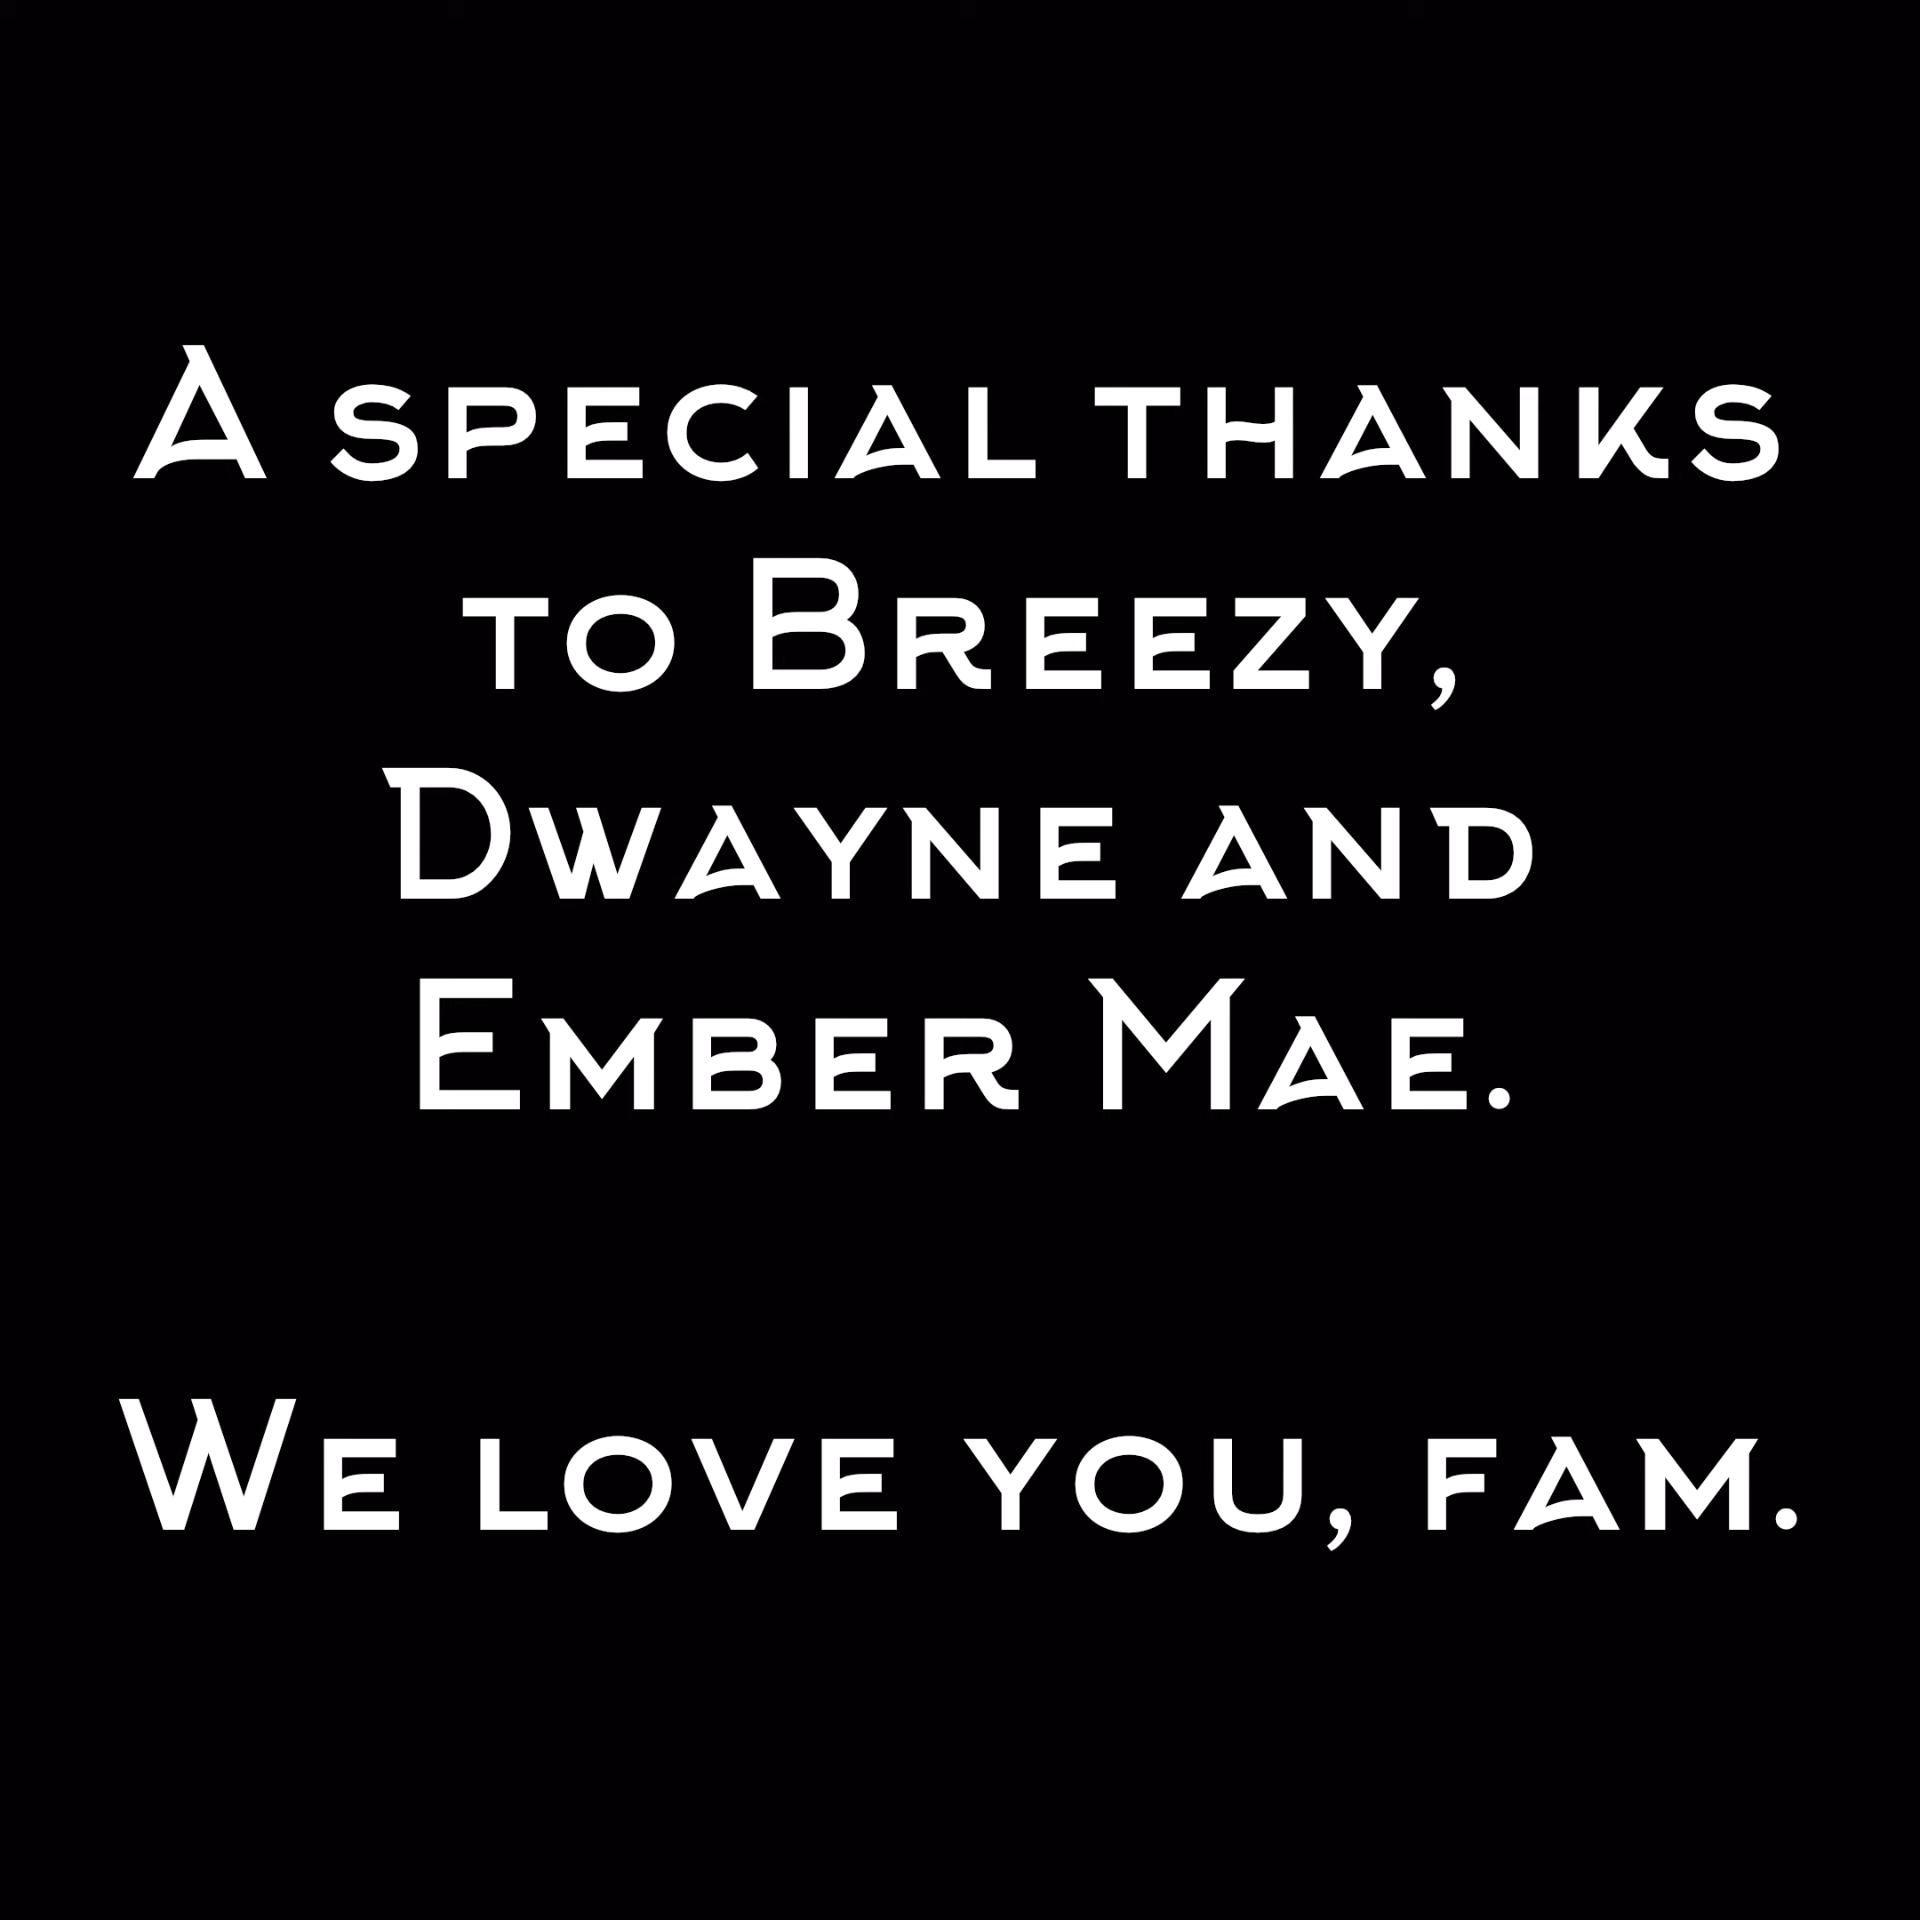 A special thanks
to Breezy,
Dwayne and
Ember Mae.
We love you, fam.